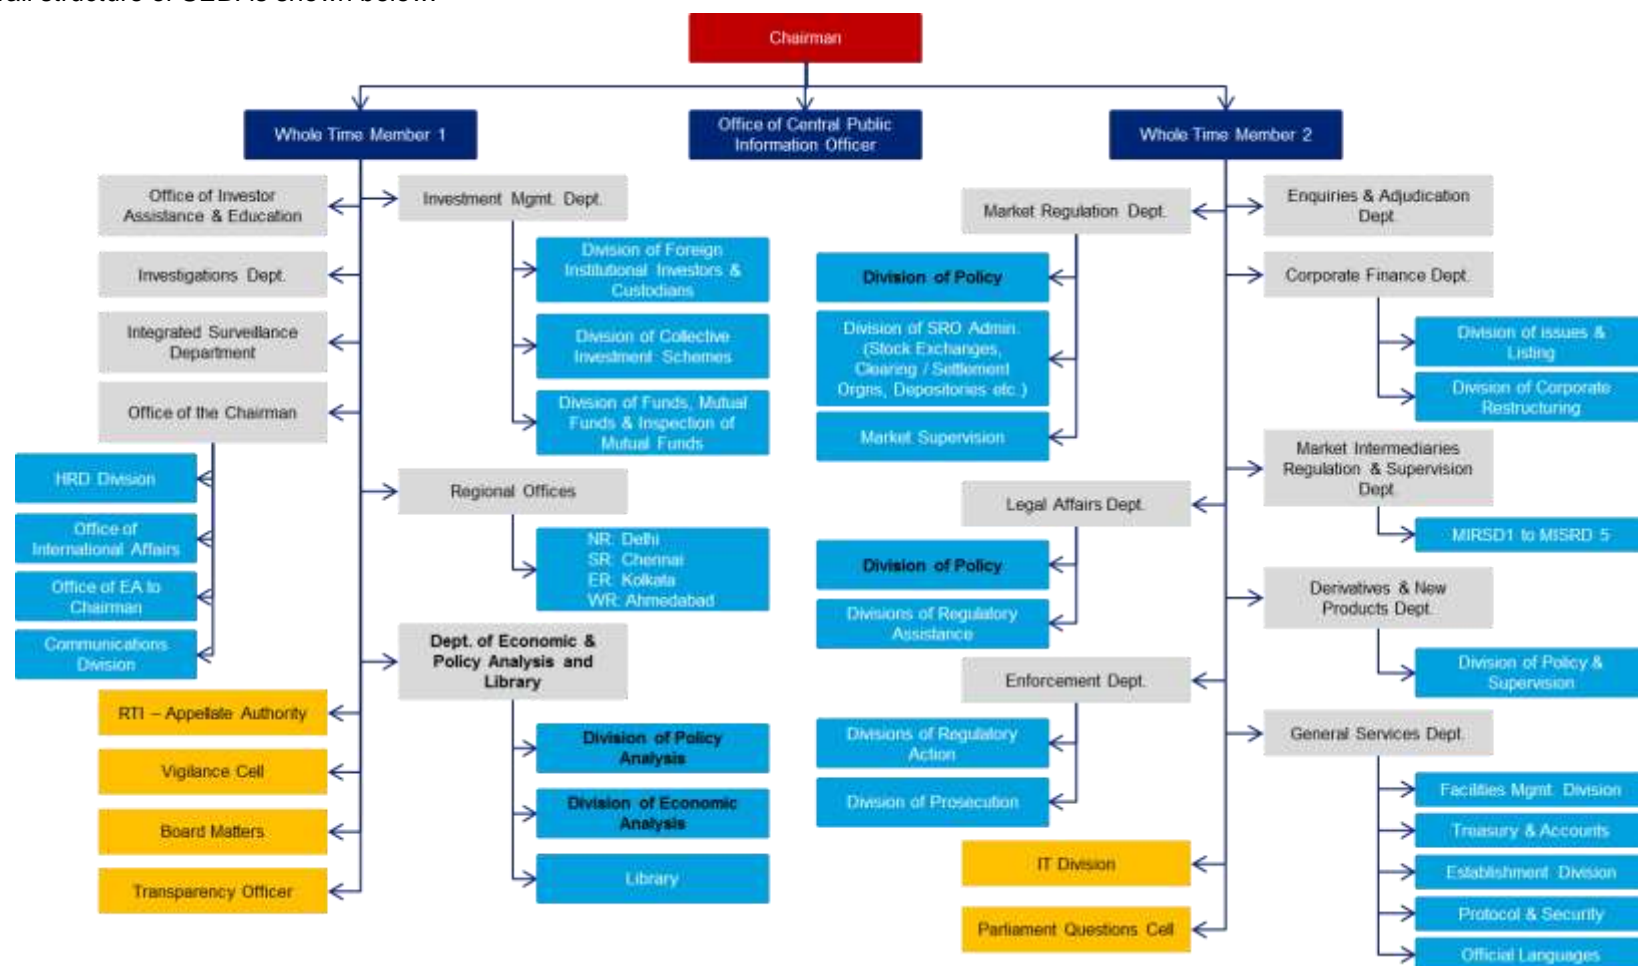 structure of SEBI is shown below.
Chairman
Whole Time Member 1
Office of Central Public
Information Officer
Whole Time Member 2
Office of Investor
Assistance & Education
Investigations Dept.
Integrated Surveillance
Department
Office of the Chairman
HRD Division
Office of
International Affairs
Office of EA to
Chairman
Communications
Division
RTI – Appellate Authority
Vigilance Cell
Board Matters
Transparency Officer
Investment Mgmt. Dept.
Division of Foreign
Institutional Investors &
Custodians
Division of Collective
Investment Schemes
Division of Funds, Mutual
Funds & Inspection of
Mutual Funds
Regional Offices
NR: Delhi
SR: Chennai
ER: Kolkata
WR: Ahmedabad
Dept. of Economic &
Policy Analysis and
Library
Division of Policy
Analysis
Division of Economic
Analysis
Library
Market Regulation Dept.
Division of Policy
Division of SRO Admin.
(Stock Exchanges,
Clearing / Settlement
Orgns, Depositories etc.)
Market Supervision
Legal Affairs Dept.
Division of Policy
Divisions of Regulatory
Assistance
Enforcement Dept.
Divisions of Regulatory
Action
Division of Prosecution
IT Division
Parliament Questions Cell
Enquiries & Adjudication
Dept
Corporate Finance Dept.
Division of issues &
Listing
Division of Corporate
Restructuring
Market Intermediaries
Regulation & Supervision
Dept.
MIRSD1 to MISRD 5
Derivatives & New
Products Dept.
Division of Policy &
Supervision
General Services Dept.
Facilities Mgmt. Division
Treasury & Accounts
Establishment Division
Protocol & Security
Official Languages